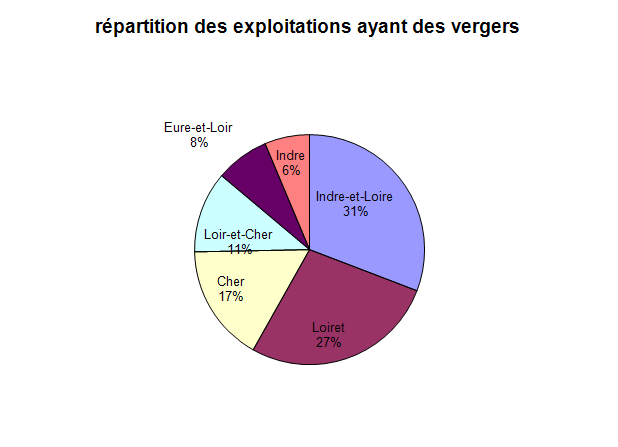 répartition des exploitations ayant des vergers
Eure-et-Loir
8%
Indre
6%
Indre-et-Loire
31%
Loir-et-Cher
11%
Cher
17%
Loiret
27%